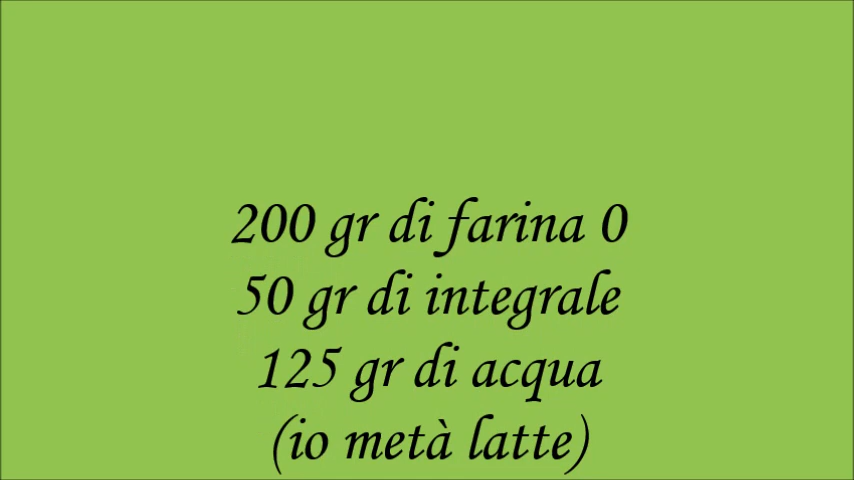 200 gr di farina 0
50 gr di integrale
125 gr di acqua
(io metà latte)